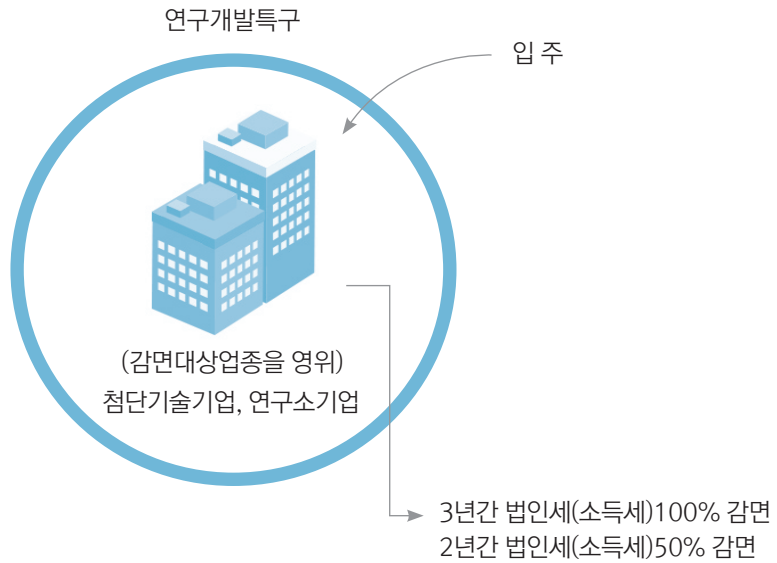 연구개발특구
입 주
(감면대상업종을 영위)
첨단기술기업, 연구소기업
3년간 법인세(소득세)100% 감면
2년간 법인세(소득세)50% 감면